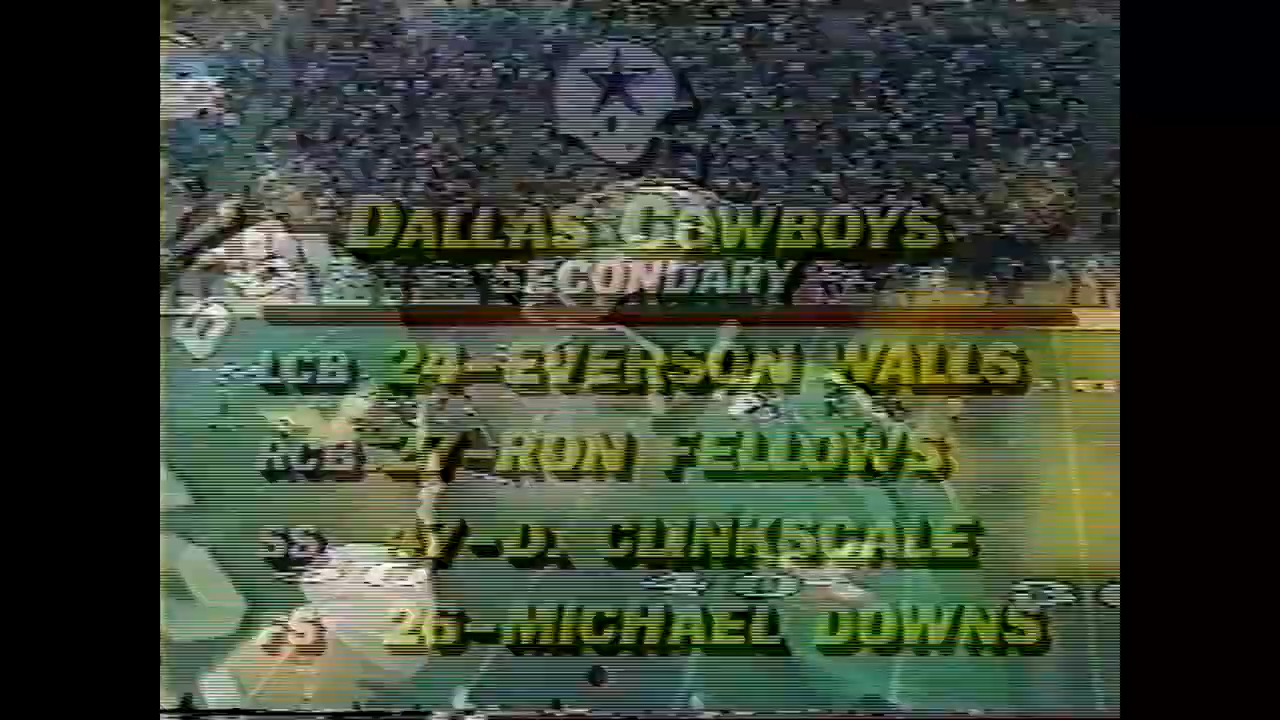 DALLAS COWBOYS
SECONDARY
LCB 24-EVERSON WALLS
RCB 27-RON FELLOWS
SS 47-D. CLINKSCALE
FS 26-MICHAEL DOWNS